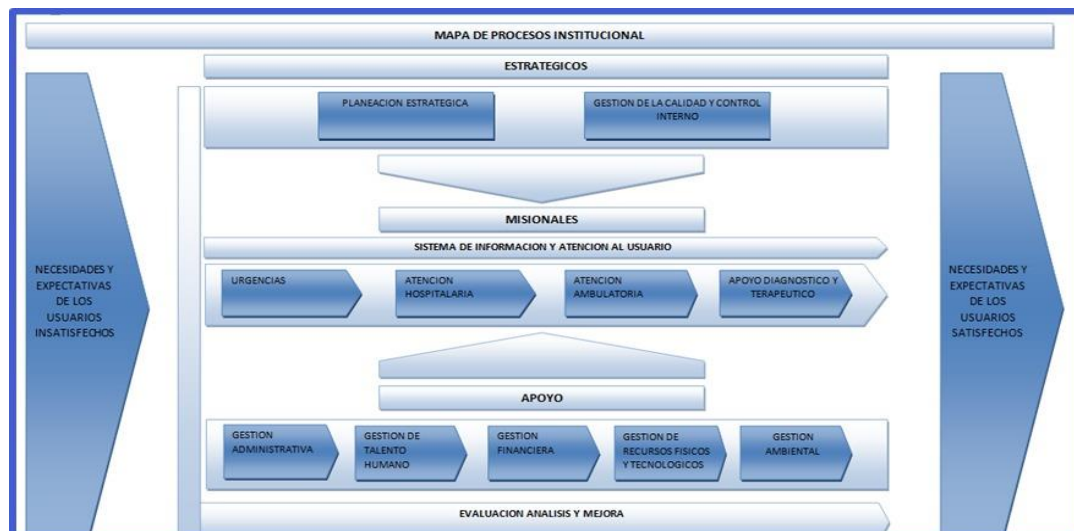 MAPA DE PROCESOS INSTITUCIONAL
ESTRATEGICOS
PLANEACION ESTRATEGICA
GESTION DE LA CALIDAD Y CONTROL
INTERNO
MISIONALES
SISTEMA DE INFORMACION Y ATENCION AL USUARIO
NECESIDADES Y
EXPECTATIVAS
DE LOS
USUARIOS
INSATISFECHOS
URGENCIAS
ATENCION
HOSPITALARIA
ATENCION
AMBULATORIA
APOYO DIAGNOSTICO Y
TERAPEUTICO
NECESIDADES Y
EXPECTATIVAS
DE LOS
USUARIOS
SATISFECHOS
APOYO
GESTION
ADMINISTRATIVA
GESTION DE
TALENTO
HUMANO
GESTION
FINANCIERA
GESTION DE
RECURSOS FISICOS
Y TECNOLOGICOS
GESTION
AMBIENTAL
EVALUACION ANALISIS Y MEJORA